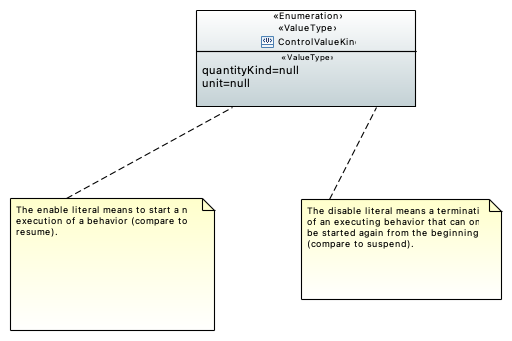 «Enumeration»
«ValueType»
ControlValueKin
«ValueType»
quantityKind=null
unit=null
The enable literal means to start a n
execution of a behavior (compare to
resume).
The disable literal means a terminati
of an executing behavior that can on
be started again from the beginning
(compare to suspend).